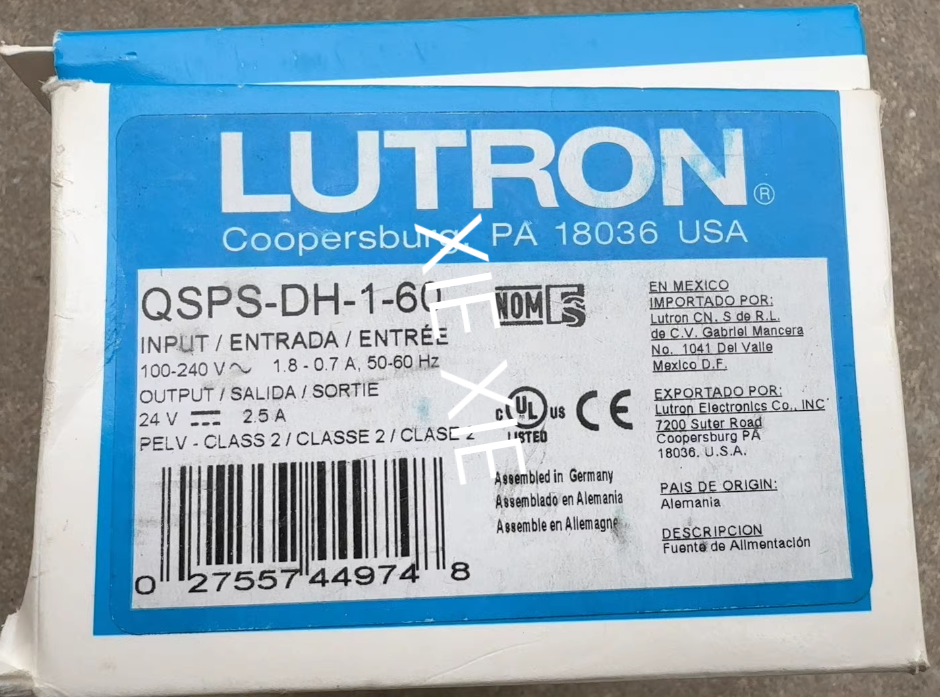 LUTRON®
Coopersburg, PA 18036 USA
QSPS-DH-1-60
INPUT / ENTRADA / ENTRÉE
100-240 V ~ 1.8 - 0.7 A, 50-60 Hz
OUTPUT / SALIDA / SORTIE
24 V ⎓ 2.5 A
PELV - CLASS 2 / CLASSE 2 / CLASE 2
0 27557 44974 8
NOM
c UL us CE
LISTED
Assembled in Germany
Assemblado en Alemania
Assemble en Allemagne
EN MEXICO
IMPORTADO POR:
Lutron CN, S de R.L.
de C.V. Gabriel Mancera
No. 1041 Del Valle
Mexico D.F.
EXPORTADO POR:
Lutron Electronics Co., INC
7200 Suter Road
Coopersburg PA
18036, U.S.A.
PAIS DE ORIGIN:
Alemania
DESCRIPCION
Fuente de Alimentación
XIE XIE